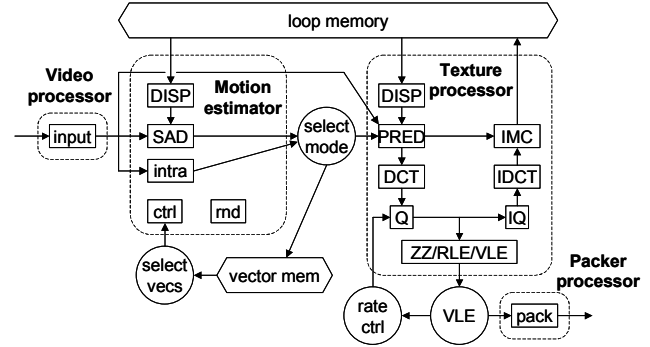 loop memory
Video
processor
Motion
estimator
Texture
processor
DISP
DISP
input
SAD
select
mode
PRED
IMC
intra
DCT
IDCT
ctrl
rnd
Q
IQ
ZZ/RLE/VLE
select
vecs
vector mem
Packer
processor
rate
ctrl
VLE
pack